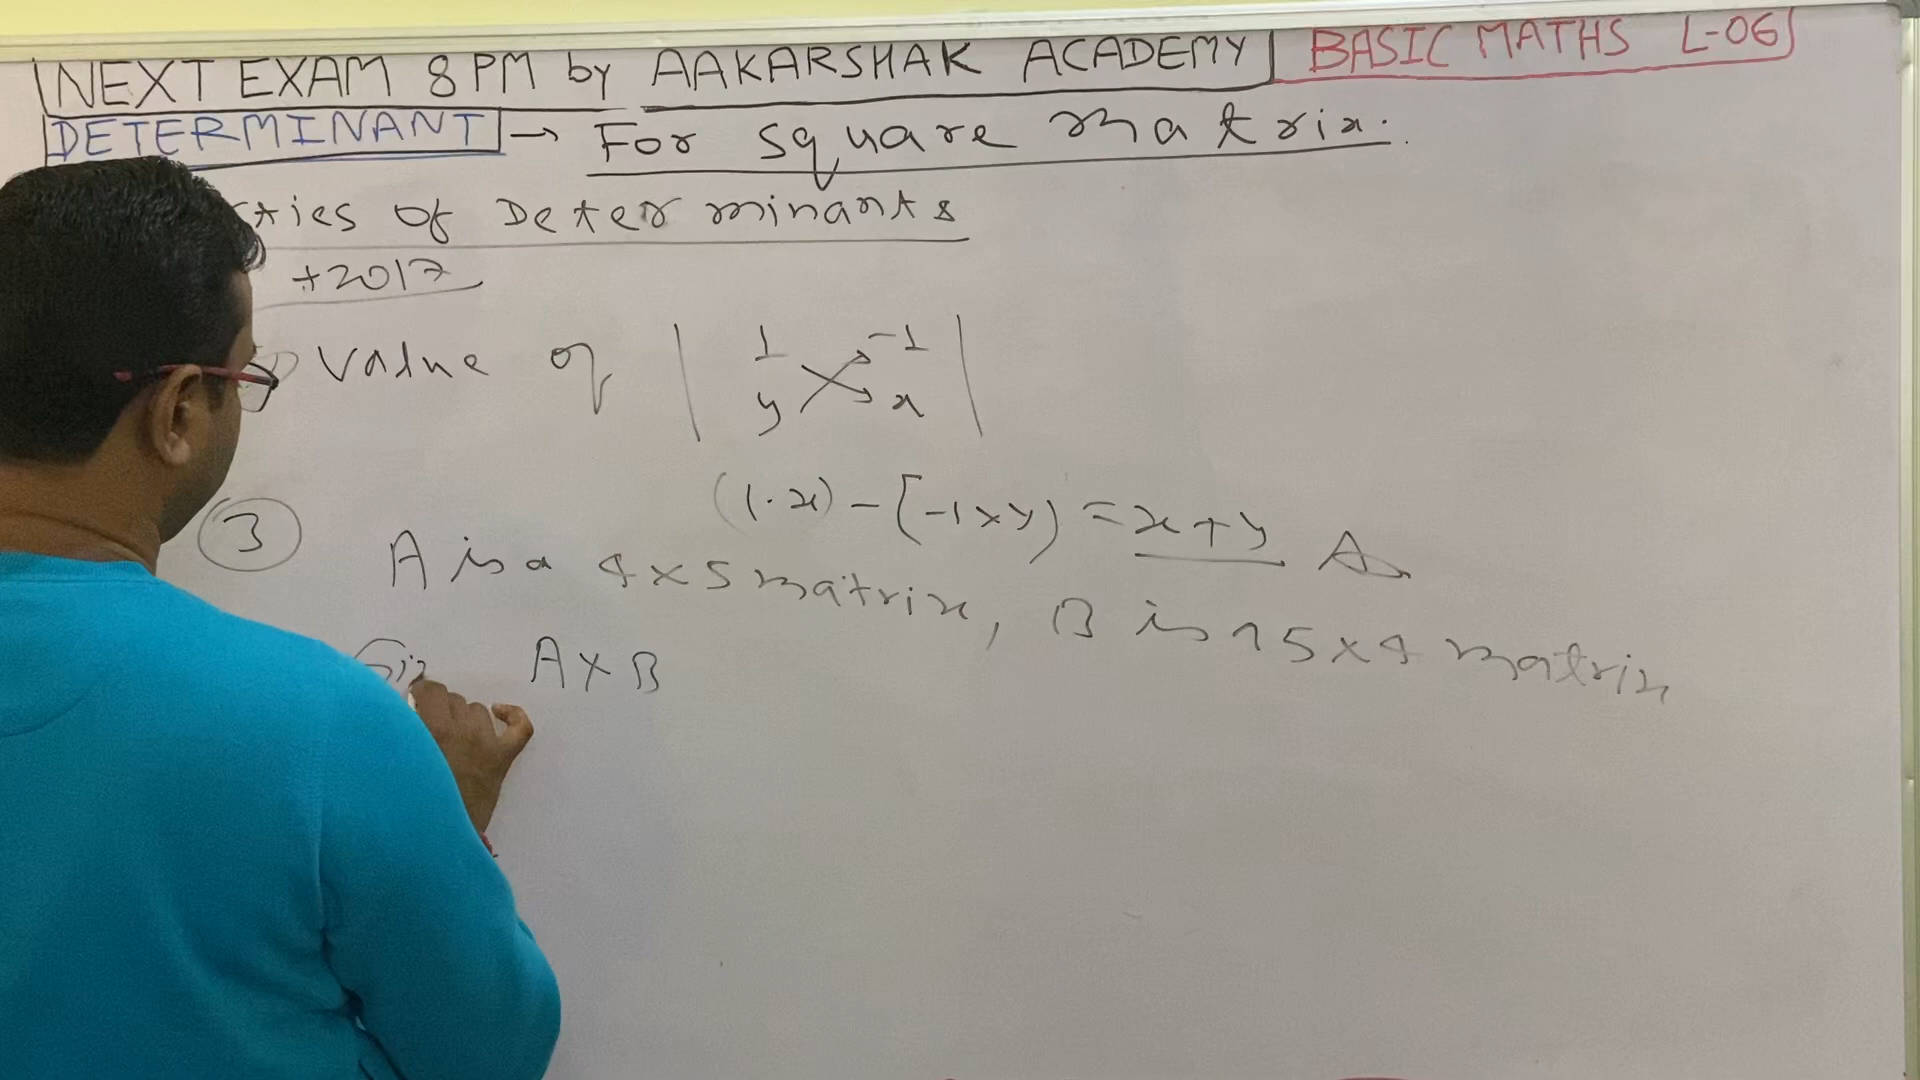 NEXT EXAM 8 PM by AAKARSHAK ACADEMY BASIC MATHS L-06
DETERMINANT → For square matrix.
ties of Determinants
+2017
value of | 1 -1 |
| y x |
(1·x) - [-1×y) = x+y A
3 A is a 4×5 matrix, B is 5×4 matrix
A×B